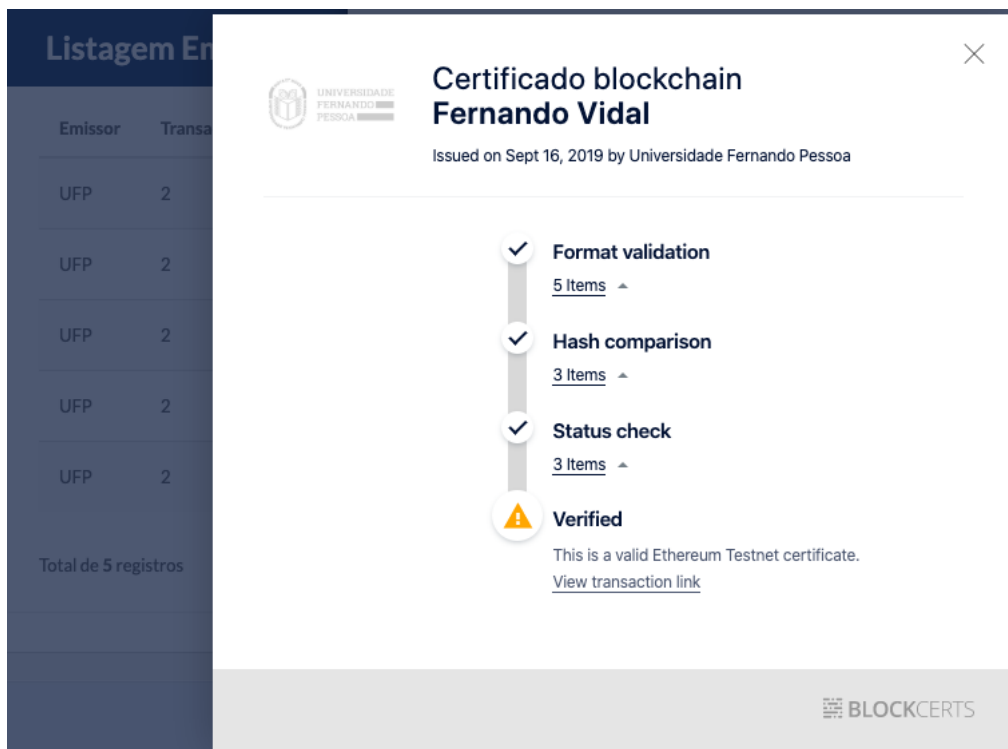 Listagem En
Emissor Transa
UFP 2
UFP 2
UFP 2
UFP 2
UFP 2
Total de 5 registros
UNIVERSIDADE
FERNANDO
PESSOA
Certificado blockchain
Fernando Vidal
Issued on Sept 16, 2019 by Universidade Fernando Pessoa
Format validation
5 Items
Hash comparison
3 Items
Status check
3 Items
Verified
This is a valid Ethereum Testnet certificate.
View transaction link
BLOCKCERTS